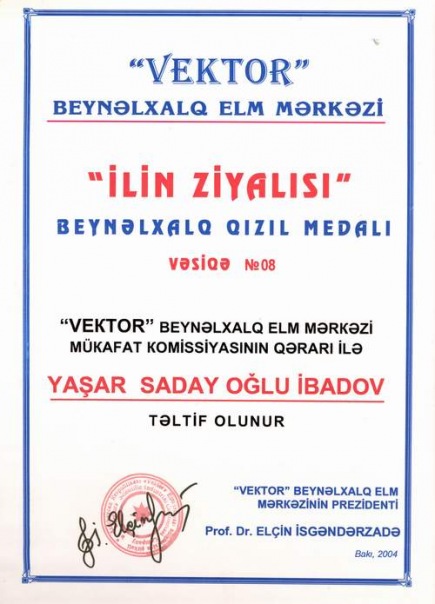 “VEKTOR”
BEYNƏLXALQ ELM MƏRKƏZİ
“İLİN ZİYALISI”
BEYNƏLXALQ QIZIL MEDALI
VƏSİQƏ №08
“VEKTOR” BEYNƏLXALQ ELM MƏRKƏZİ
MÜKAFAT KOMİSSİYASININ QƏRARI İLƏ
YAŞAR SADAY OĞLU İBADOV
TƏLTİF OLUNUR
“VEKTOR” BEYNƏLXALQ ELM
MƏRKƏZİNİN PREZİDENTİ
Prof. Dr. ELÇİN İSGƏNDƏRZADƏ
Bakı, 2004